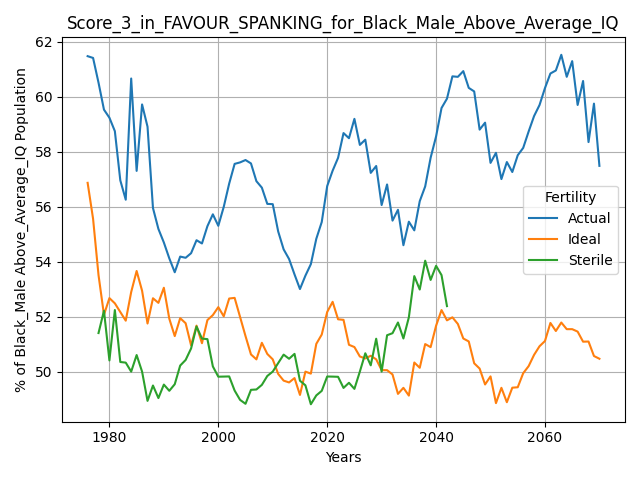 Score_3_in_FAVOUR_SPANKING_for_Black_Male_Above_Average_IQ
% of Black_Male Above_Average_IQ Population
62
60
58
56
54
52
50
Fertility
Actual
Ideal
Sterile
1980 2000 2020 2040 2060
Years